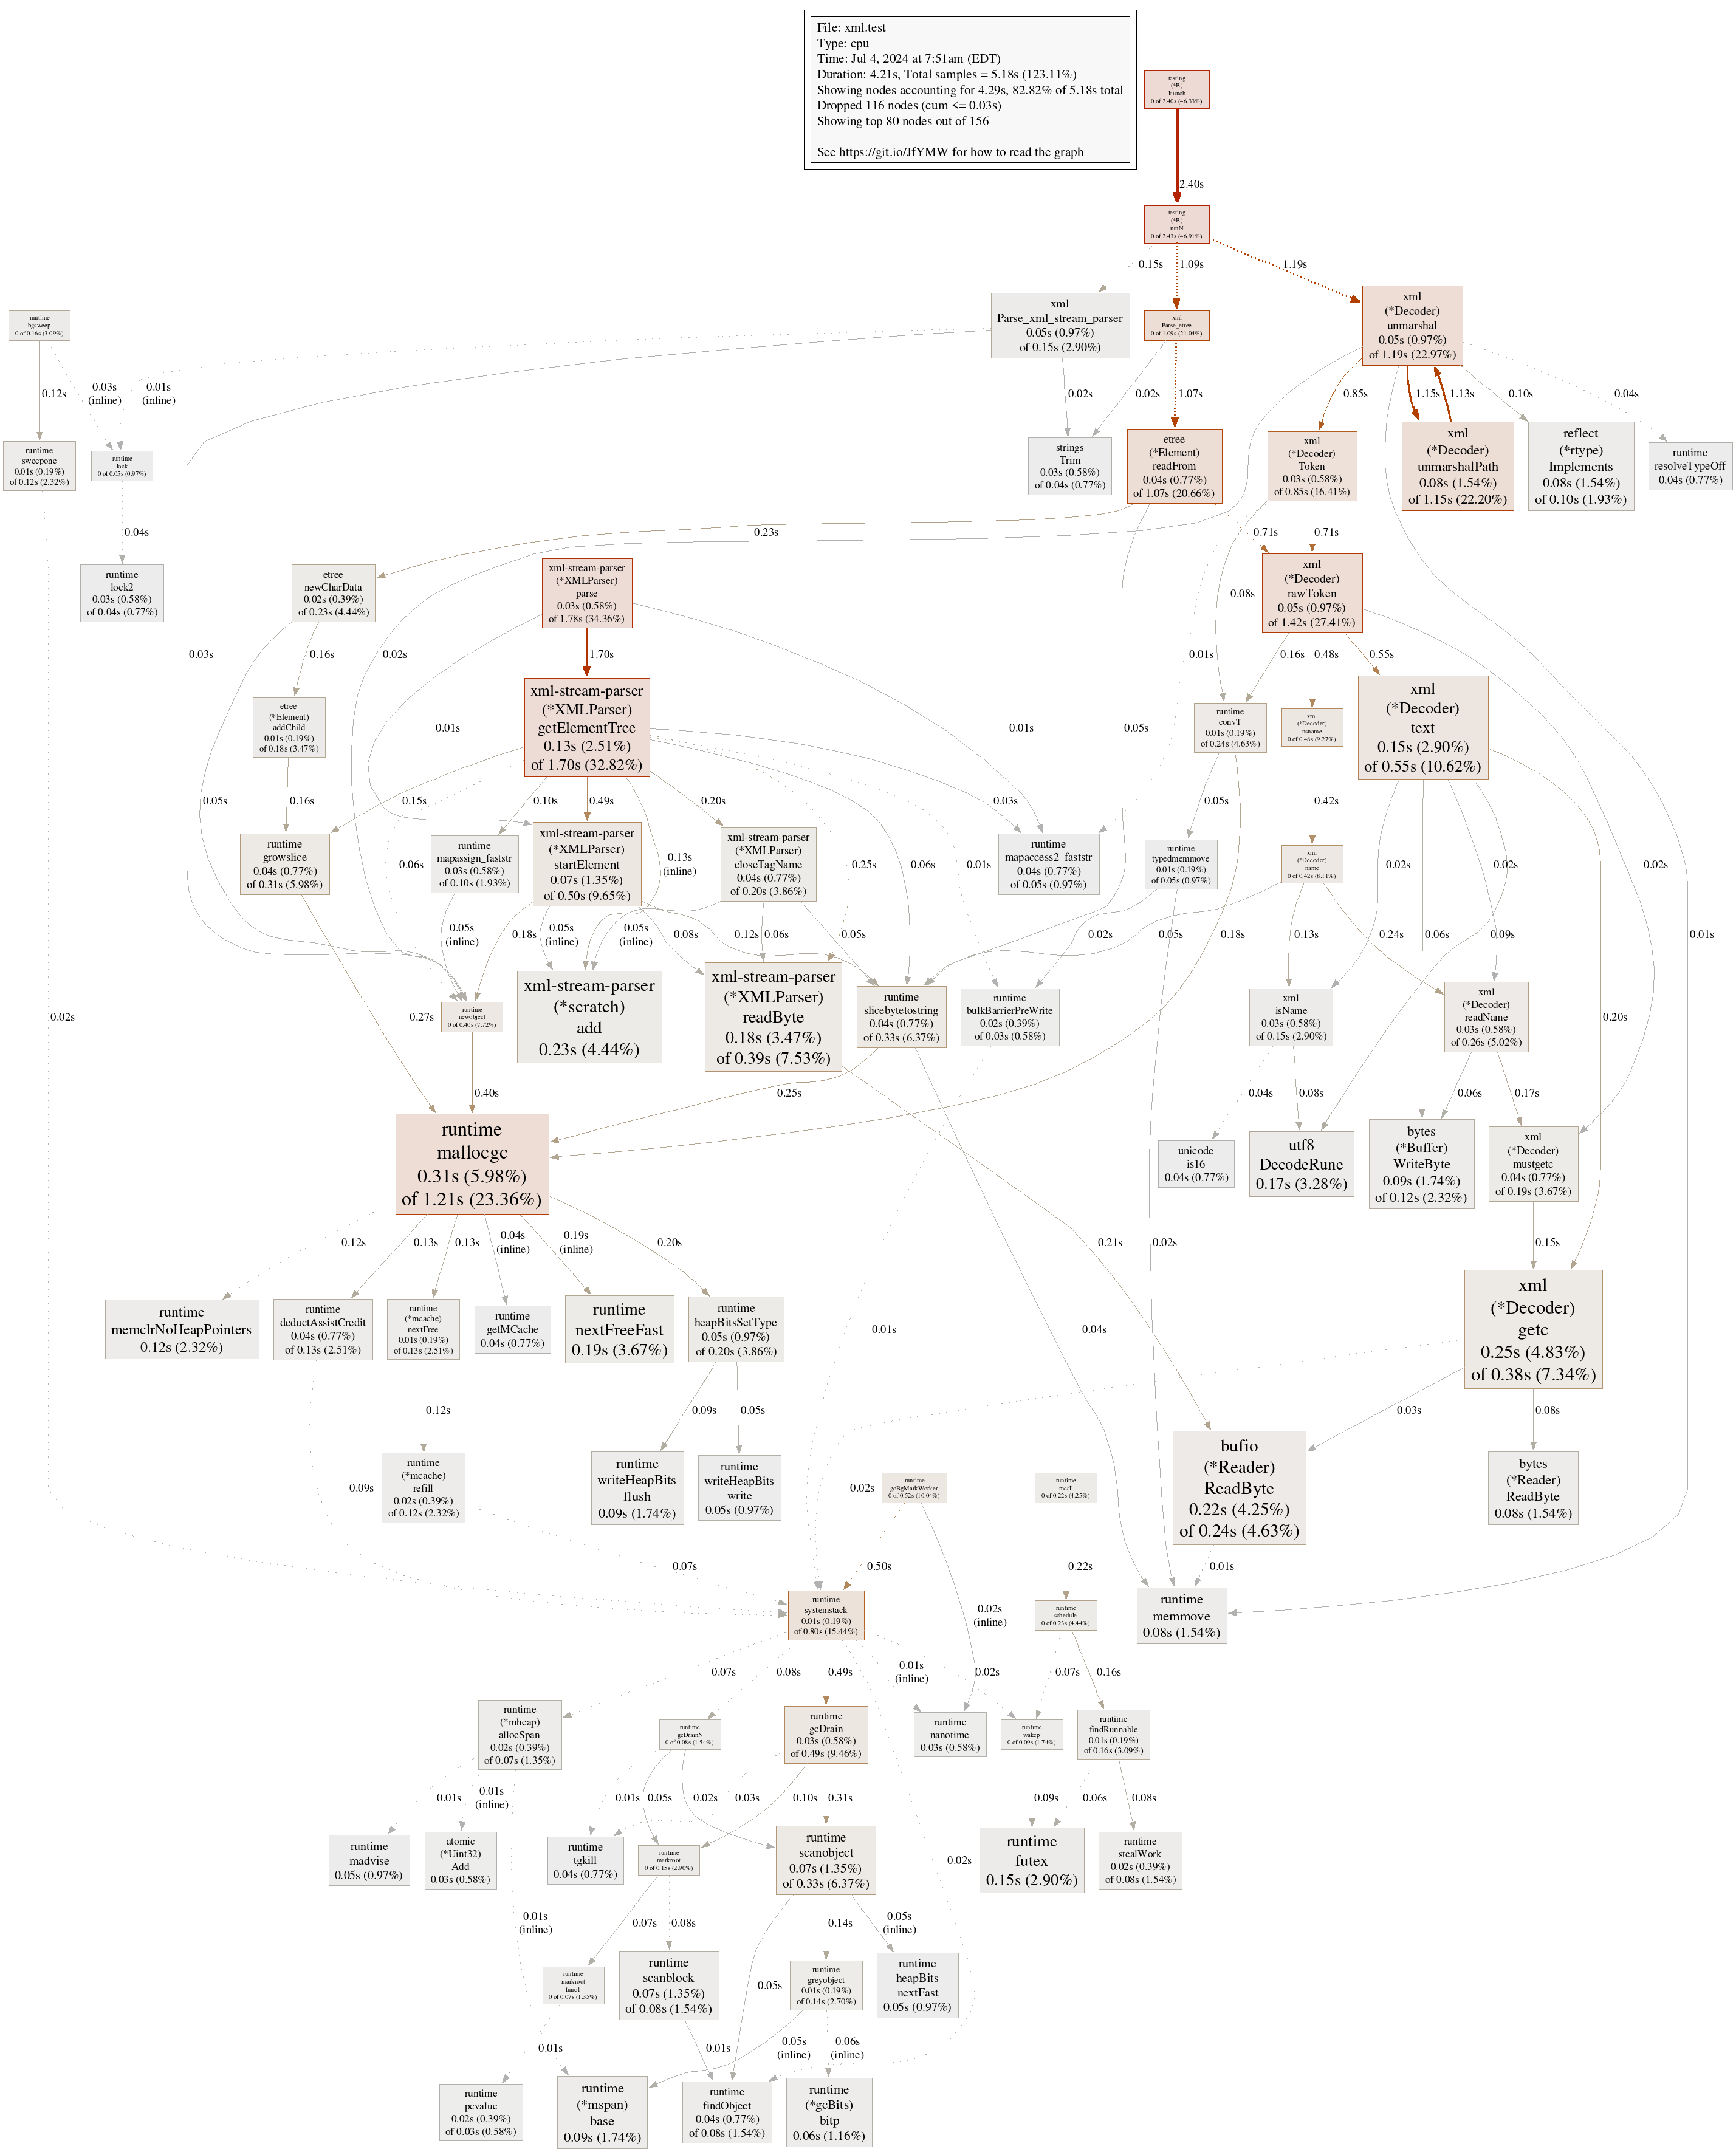 File: xml.test
Type: cpu
Time: Jul 4, 2024 at 7:51am (EDT)
Duration: 4.21s, Total samples = 5.18s (123.11%)
Showing nodes accounting for 4.29s, 82.82% of 5.18s total
Dropped 116 nodes (cum <= 0.03s)
Showing top 80 nodes out of 156
See https://git.io/JfYMW for how to read the graph
testing
(*B)
launch
0 of 2.40s (46.33%)
2.40s
testing
(*B)
runN
0 of 2.43s (46.91%)
0.15s
1.09s
1.19s
xml
Parse_xml_stream_parser
0.05s (0.97%)
of 0.15s (2.90%)
xml
Parse_etree
0 of 1.09s (21.04%)
xml
(*Decoder)
unmarshal
0.05s (0.97%)
of 1.19s (22.97%)
runtime
bgsweep
0 of 0.16s (3.09%)
0.12s
0.03s
(inline)
0.01s
(inline)
0.02s
0.02s
1.07s
0.85s
1.15s
1.13s
0.10s
0.04s
runtime
sweepone
0.01s (0.19%)
of 0.12s (2.32%)
runtime
lock
0 of 0.05s (0.97%)
strings
Trim
0.03s (0.58%)
of 0.04s (0.77%)
etree
(*Element)
readFrom
0.04s (0.77%)
of 1.07s (20.66%)
xml
(*Decoder)
Token
0.03s (0.58%)
of 0.85s (16.41%)
xml
(*Decoder)
unmarshalPath
0.08s (1.54%)
of 1.15s (22.20%)
reflect
(*rtype)
Implements
0.08s (1.54%)
of 0.10s (1.93%)
runtime
resolveTypeOff
0.04s (0.77%)
0.04s
0.23s
0.71s
0.71s
runtime
lock2
0.03s (0.58%)
of 0.04s (0.77%)
etree
newCharData
0.02s (0.39%)
of 0.23s (4.44%)
xml-stream-parser
(*XMLParser)
parse
0.03s (0.58%)
of 1.78s (34.36%)
xml
(*Decoder)
rawToken
0.05s (0.97%)
of 1.42s (27.41%)
0.08s
0.03s
0.16s
0.02s
1.70s
0.01s
0.16s
0.48s
0.55s
etree
(*Element)
addChild
0.01s (0.19%)
of 0.18s (3.47%)
xml-stream-parser
(*XMLParser)
getElementTree
0.13s (2.51%)
of 1.70s (32.82%)
0.01s
0.01s
0.05s
runtime
convT
0.01s (0.19%)
of 0.24s (4.63%)
xml
(*Decoder)
nsname
0 of 0.48s (9.27%)
xml
(*Decoder)
text
0.15s (2.90%)
of 0.55s (10.62%)
0.05s
0.16s
0.15s
0.10s
0.49s
0.20s
0.03s
0.05s
0.42s
runtime
growslice
0.04s (0.77%)
of 0.31s (5.98%)
0.06s
runtime
mapassign_faststr
0.03s (0.58%)
of 0.10s (1.93%)
xml-stream-parser
(*XMLParser)
startElement
0.07s (1.35%)
of 0.50s (9.65%)
0.13s
(inline)
xml-stream-parser
(*XMLParser)
closeTagName
0.04s (0.77%)
of 0.20s (3.86%)
0.25s
0.06s
0.01s
runtime
mapaccess2_faststr
0.04s (0.77%)
of 0.05s (0.97%)
runtime
typedmemmove
0.01s (0.19%)
of 0.05s (0.97%)
xml
(*Decoder)
name
0 of 0.42s (8.11%)
0.02s
0.02s
0.02s
0.05s
(inline)
0.18s
0.05s
(inline)
0.05s
(inline)
0.08s
0.12s
0.06s
0.05s
0.02s
0.05s
0.18s
0.13s
0.24s
0.06s
0.09s
0.01s
0.02s
0.27s
runtime
newobject
0 of 0.40s (7.72%)
xml-stream-parser
(*scratch)
add
0.23s (4.44%)
xml-stream-parser
(*XMLParser)
readByte
0.18s (3.47%)
of 0.39s (7.53%)
runtime
slicebytetostring
0.04s (0.77%)
of 0.33s (6.37%)
runtime
bulkBarrierPreWrite
0.02s (0.39%)
of 0.03s (0.58%)
xml
isName
0.03s (0.58%)
of 0.15s (2.90%)
xml
(*Decoder)
readName
0.03s (0.58%)
of 0.26s (5.02%)
0.20s
0.40s
0.25s
0.04s
0.08s
0.06s
0.17s
runtime
mallocgc
0.31s (5.98%)
of 1.21s (23.36%)
unicode
is16
0.04s (0.77%)
utf8
DecodeRune
0.17s (3.28%)
bytes
(*Buffer)
WriteByte
0.09s (1.74%)
of 0.12s (2.32%)
xml
(*Decoder)
mustgetc
0.04s (0.77%)
of 0.19s (3.67%)
0.12s
0.13s
0.13s
0.04s
(inline)
0.19s
(inline)
0.20s
0.21s
0.02s
0.15s
runtime
memclrNoHeapPointers
0.12s (2.32%)
runtime
deductAssistCredit
0.04s (0.77%)
of 0.13s (2.51%)
runtime
(*mcache)
nextFree
0.01s (0.19%)
of 0.13s (2.51%)
runtime
getMCache
0.04s (0.77%)
runtime
nextFreeFast
0.19s (3.67%)
runtime
heapBitsSetType
0.05s (0.97%)
of 0.20s (3.86%)
0.01s
0.04s
xml
(*Decoder)
getc
0.25s (4.83%)
of 0.38s (7.34%)
0.12s
0.09s
0.05s
0.03s
0.08s
runtime
(*mcache)
refill
0.02s (0.39%)
of 0.12s (2.32%)
0.09s
runtime
writeHeapBits
flush
0.09s (1.74%)
runtime
writeHeapBits
write
0.05s (0.97%)
0.02s
runtime
gcBgMarkWorker
0 of 0.52s (10.04%)
runtime
mcall
0 of 0.22s (4.25%)
bufio
(*Reader)
ReadByte
0.22s (4.25%)
of 0.24s (4.63%)
bytes
(*Reader)
ReadByte
0.08s (1.54%)
0.07s
0.50s
0.22s
0.01s
runtime
systemstack
0.01s (0.19%)
of 0.80s (15.44%)
0.02s
(inline)
runtime
schedule
0 of 0.23s (4.44%)
runtime
memmove
0.08s (1.54%)
0.07s
0.08s
0.49s
0.01s
(inline)
0.02s
0.07s
0.16s
runtime
(*mheap)
allocSpan
0.02s (0.39%)
of 0.07s (1.35%)
runtime
gcDrainN
0 of 0.08s (1.54%)
runtime
gcDrain
0.03s (0.58%)
of 0.49s (9.46%)
runtime
nanotime
0.03s (0.58%)
runtime
wakep
0 of 0.09s (1.74%)
runtime
findRunnable
0.01s (0.19%)
of 0.16s (3.09%)
0.01s
0.01s
(inline)
0.01s
0.05s
0.02s
0.03s
0.10s
0.31s
0.09s
0.06s
0.08s
runtime
madvise
0.05s (0.97%)
atomic
(*Uint32)
Add
0.03s (0.58%)
runtime
tgkill
0.04s (0.77%)
runtime
markroot
0 of 0.15s (2.90%)
runtime
scanobject
0.07s (1.35%)
of 0.33s (6.37%)
0.02s
runtime
futex
0.15s (2.90%)
runtime
stealWork
0.02s (0.39%)
of 0.08s (1.54%)
0.01s
(inline)
0.07s
0.08s
0.14s
0.05s
(inline)
runtime
markroot
func1
0 of 0.07s (1.35%)
runtime
scanblock
0.07s (1.35%)
of 0.08s (1.54%)
0.05s
runtime
greyobject
0.01s (0.19%)
of 0.14s (2.70%)
runtime
heapBits
nextFast
0.05s (0.97%)
0.01s
0.01s
0.05s
(inline)
0.06s
(inline)
runtime
pcvalue
0.02s (0.39%)
of 0.03s (0.58%)
runtime
(*mspan)
base
0.09s (1.74%)
runtime
findObject
0.04s (0.77%)
of 0.08s (1.54%)
runtime
(*gcBits)
bitp
0.06s (1.16%)